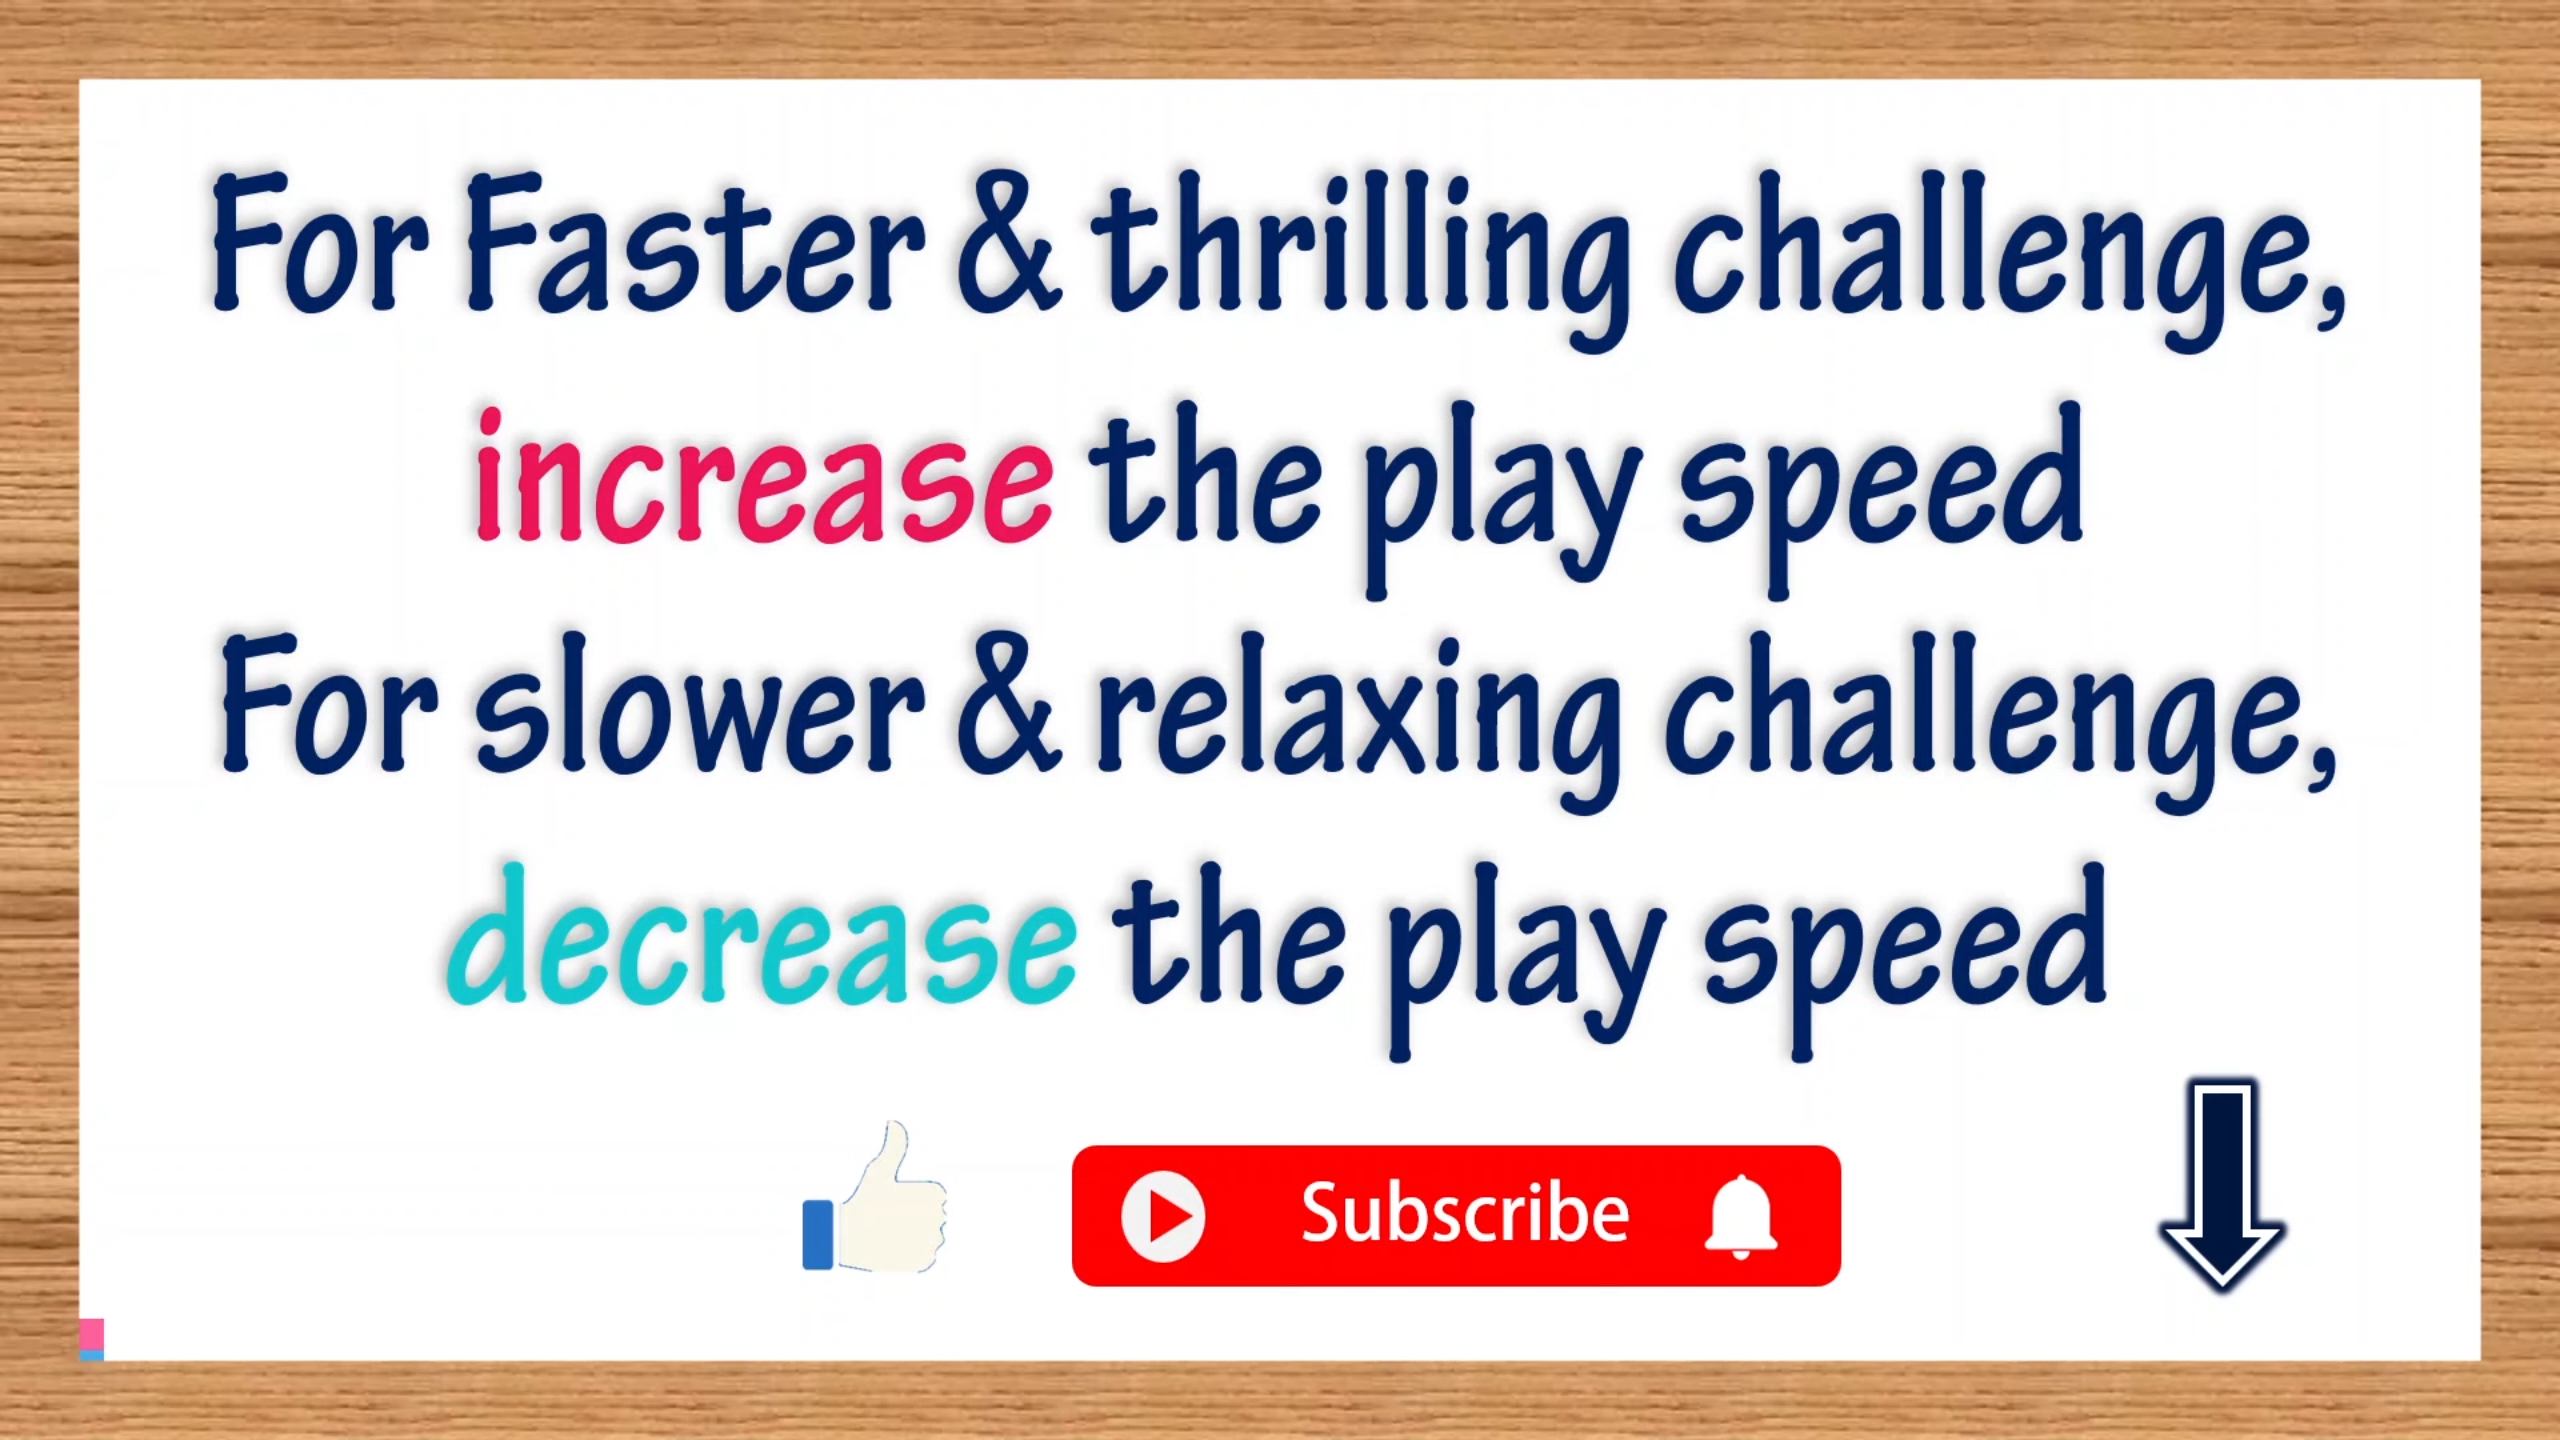 For Faster & thrilling challenge,
increase the play speed
For slower & relaxing challenge,
decrease the play speed
Subscribe